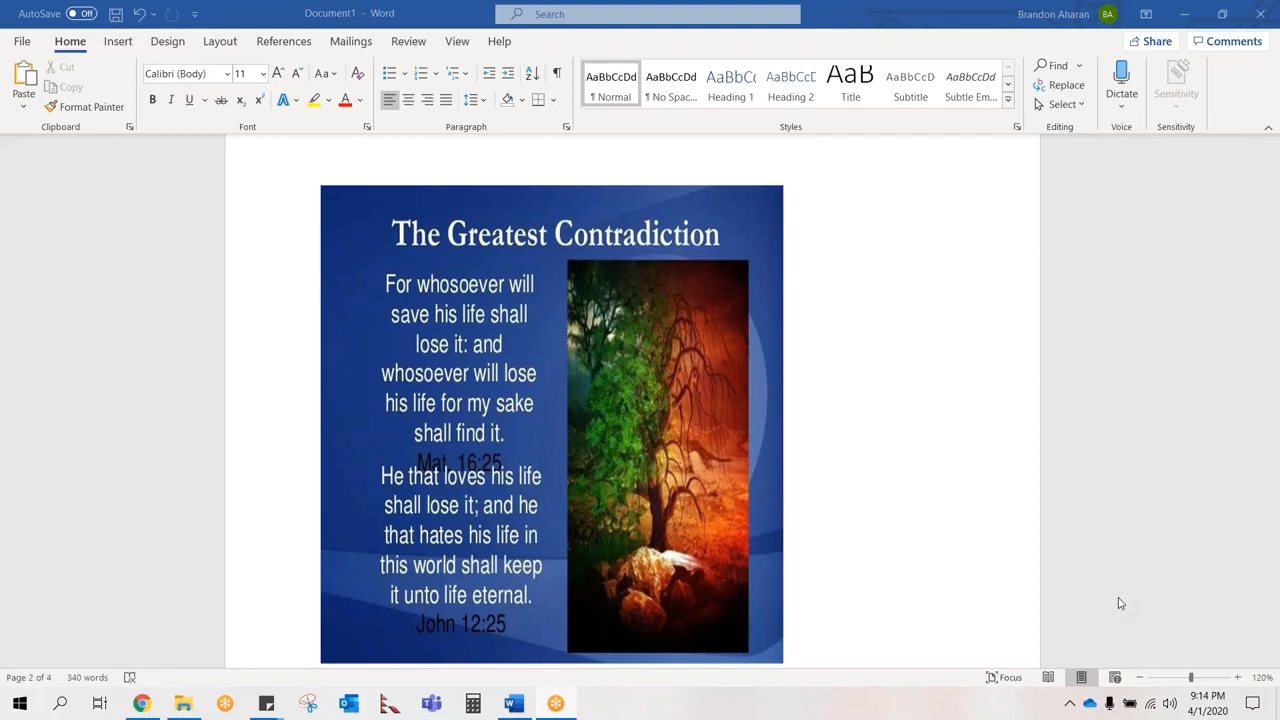 AutoSave Off Document1 - Word Search Brandon Aharan BA
File Home Insert Design Layout References Mailings Review View Help Share Comments
Paste Cut Copy Format Painter Clipboard
Calibri (Body) 11 Font
Paragraph
AaBbCcDd ¶ Normal
AaBbCcDd ¶ No Spac...
AaBbCc Heading 1
AaBbCcC Heading 2
AaB Title
AaBbCcD Subtitle
AaBbCcDd Subtle Em...
Styles
Find
Replace
Select
Editing
Dictate
Voice
Sensitivity
Sensitivity
The Greatest Contradiction
For whosoever will
save his life shall
lose it: and
whosoever will lose
his life for my sake
shall find it.
Mat. 16:25
He that loves his life
shall lose it; and he
that hates his life in
this world shall keep
it unto life eternal.
John 12:25
Page 2 of 4 340 words Focus 120%
9:14 PM
4/1/2020